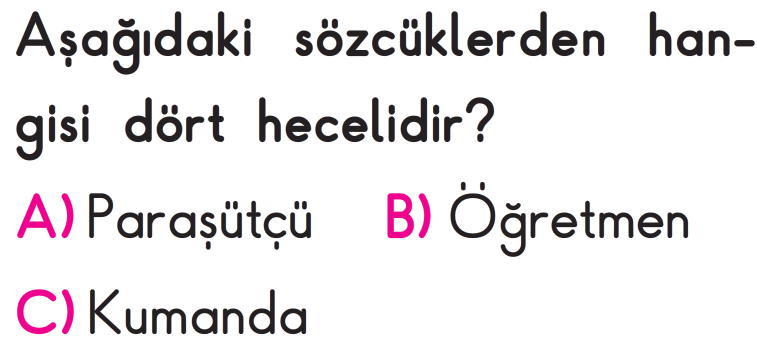 Aşağıdaki sözcüklerden han-
gisi dört hecelidir?
A) Paraşütçü B) Öğretmen
C) Kumanda